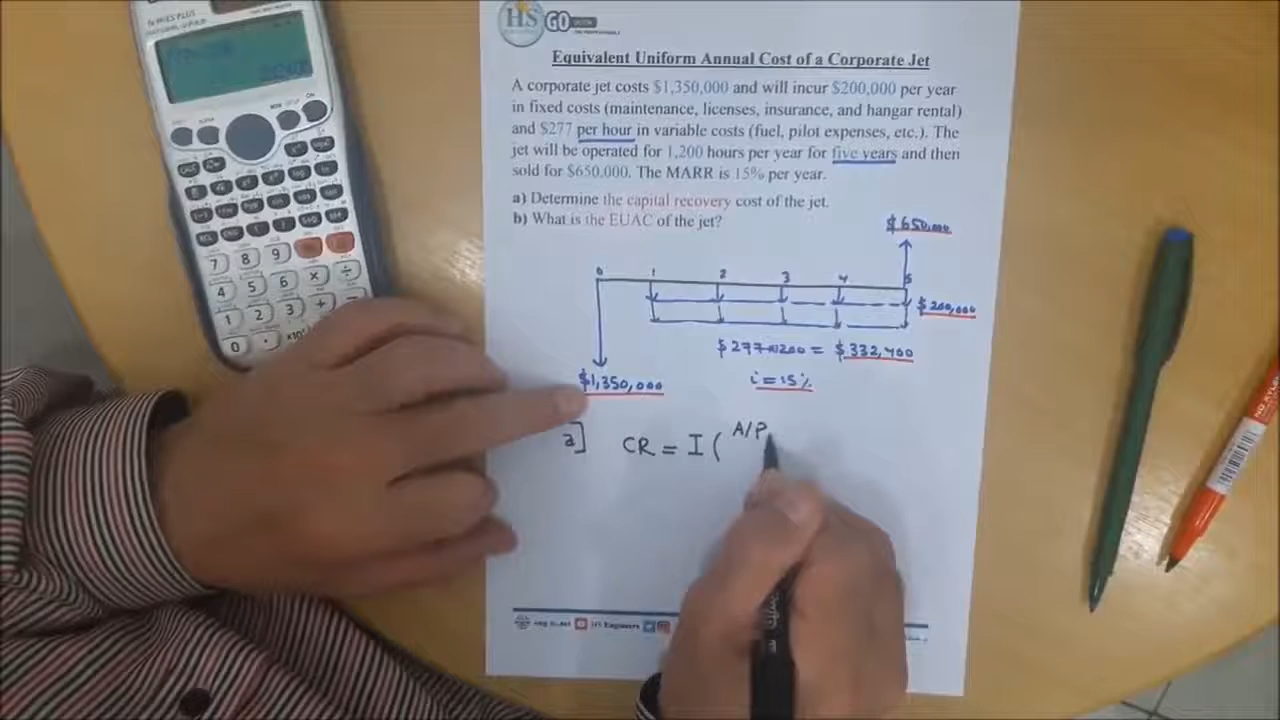 HS
GO
Equivalent Uniform Annual Cost of a Corporate Jet
A corporate jet costs $1,350,000 and will incur $200,000 per year
in fixed costs (maintenance, licenses, insurance, and hangar rental)
and $277 per hour in variable costs (fuel, pilot expenses, etc.). The
jet will be operated for 1,200 hours per year for five years and then
sold for $650,000. The MARR is 15% per year.
a) Determine the capital recovery cost of the jet.
b) What is the EUAC of the jet?
$650,000
0 1 2 3 4 5
$200,000
$277*1200 = $332,400
$1,350,000
i = 15%
a] CR = I ( A/P
HS Engineers
7 8 9
4 5 6 × ÷
1 2 3 +
0 ·